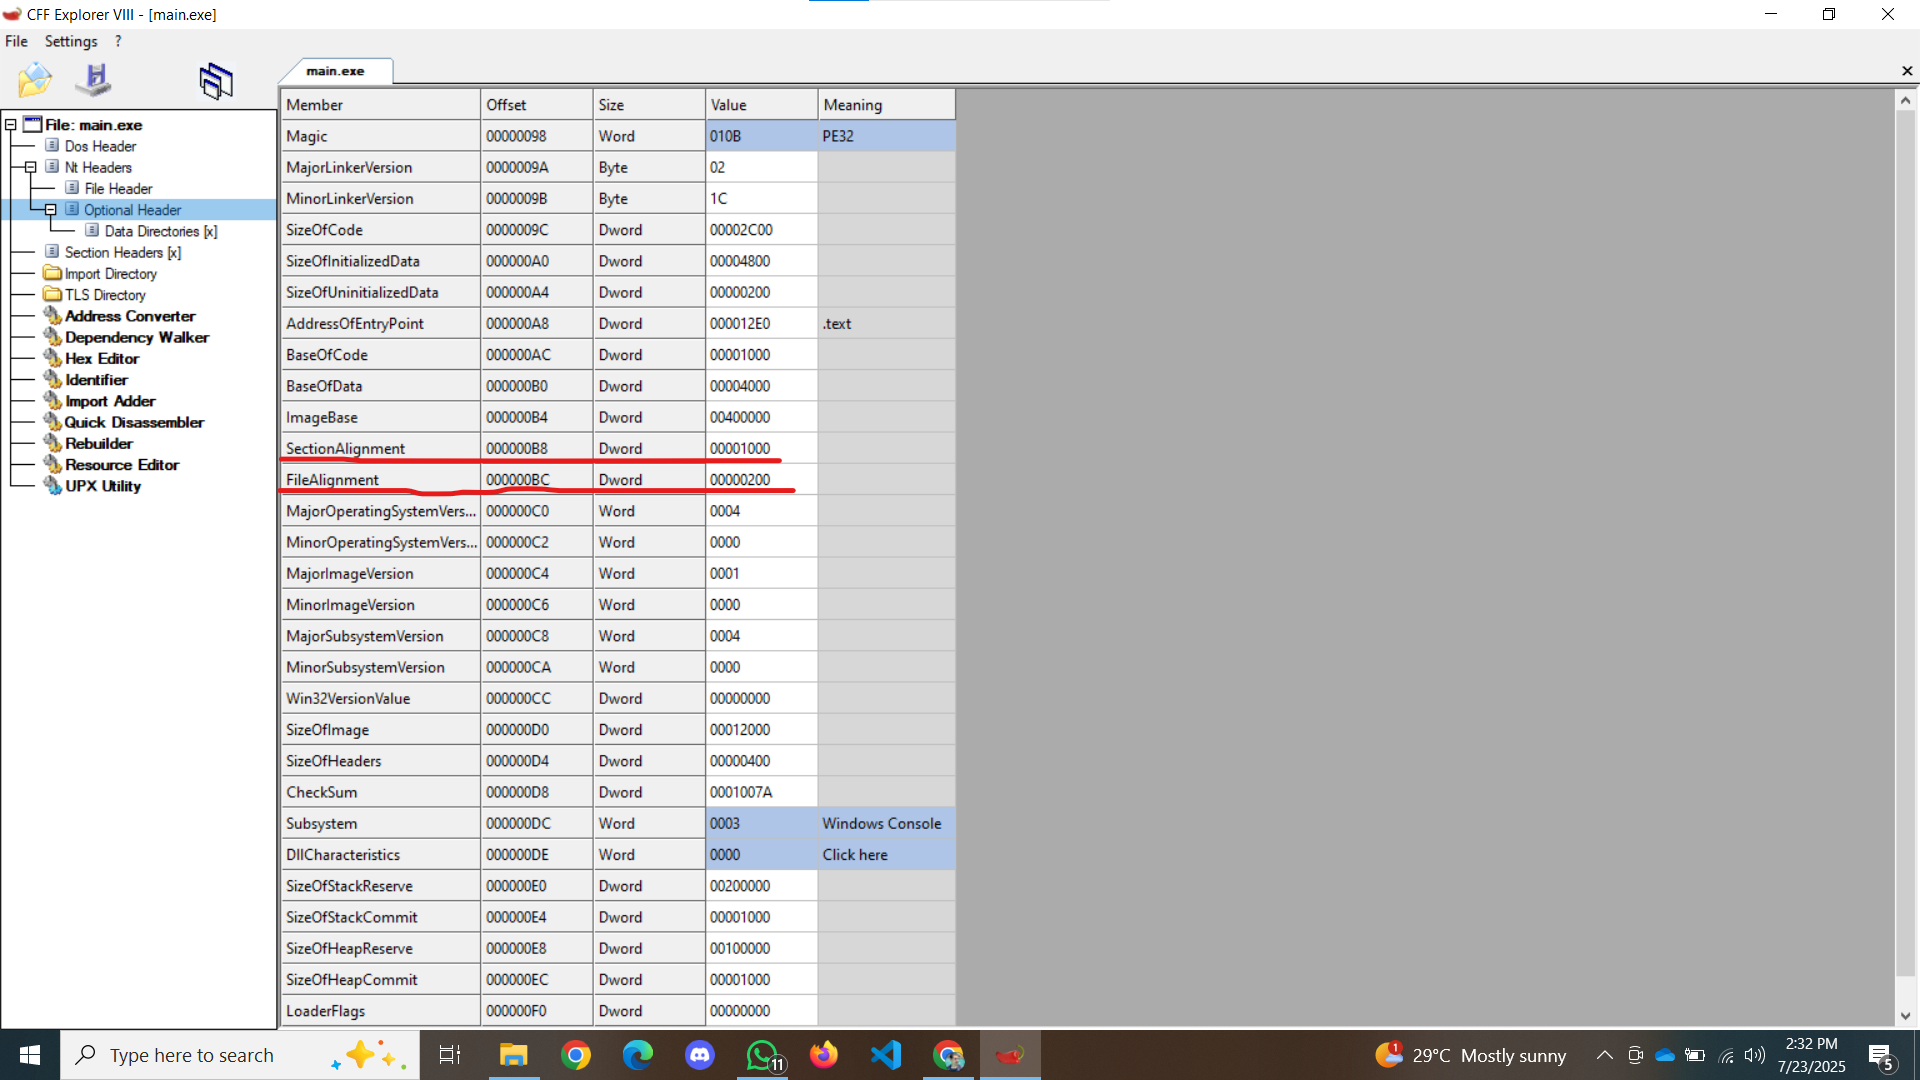 CFF Explorer VIII - [main.exe]
File Settings ?
main.exe
File: main.exe
Dos Header
Nt Headers
File Header
Optional Header
Data Directories [x]
Section Headers [x]
Import Directory
TLS Directory
Address Converter
Dependency Walker
Hex Editor
Identifier
Import Adder
Quick Disassembler
Rebuilder
Resource Editor
UPX Utility
Member Offset Size Value Meaning
Magic 00000098 Word 010B PE32
MajorLinkerVersion 0000009A Byte 02
MinorLinkerVersion 0000009B Byte 1C
SizeOfCode 0000009C Dword 00002C00
SizeOfInitializedData 000000A0 Dword 00004800
SizeOfUninitializedData 000000A4 Dword 00000200
AddressOfEntryPoint 000000A8 Dword 000012E0 .text
BaseOfCode 000000AC Dword 00001000
BaseOfData 000000B0 Dword 00004000
ImageBase 000000B4 Dword 00400000
SectionAlignment 000000B8 Dword 00001000
FileAlignment 000000BC Dword 00000200
MajorOperatingSystemVers... 000000C0 Word 0004
MinorOperatingSystemVers... 000000C2 Word 0000
MajorImageVersion 000000C4 Word 0001
MinorImageVersion 000000C6 Word 0000
MajorSubsystemVersion 000000C8 Word 0004
MinorSubsystemVersion 000000CA Word 0000
Win32VersionValue 000000CC Dword 00000000
SizeOfImage 000000D0 Dword 00012000
SizeOfHeaders 000000D4 Dword 00000400
CheckSum 000000D8 Dword 0001007A
Subsystem 000000DC Word 0003 Windows Console
DllCharacteristics 000000DE Word 0000 Click here
SizeOfStackReserve 000000E0 Dword 00200000
SizeOfStackCommit 000000E4 Dword 00001000
SizeOfHeapReserve 000000E8 Dword 00100000
SizeOfHeapCommit 000000EC Dword 00001000
LoaderFlags 000000F0 Dword 00000000
Type here to search
11
1
29°C Mostly sunny
2:32 PM
7/23/2025
5